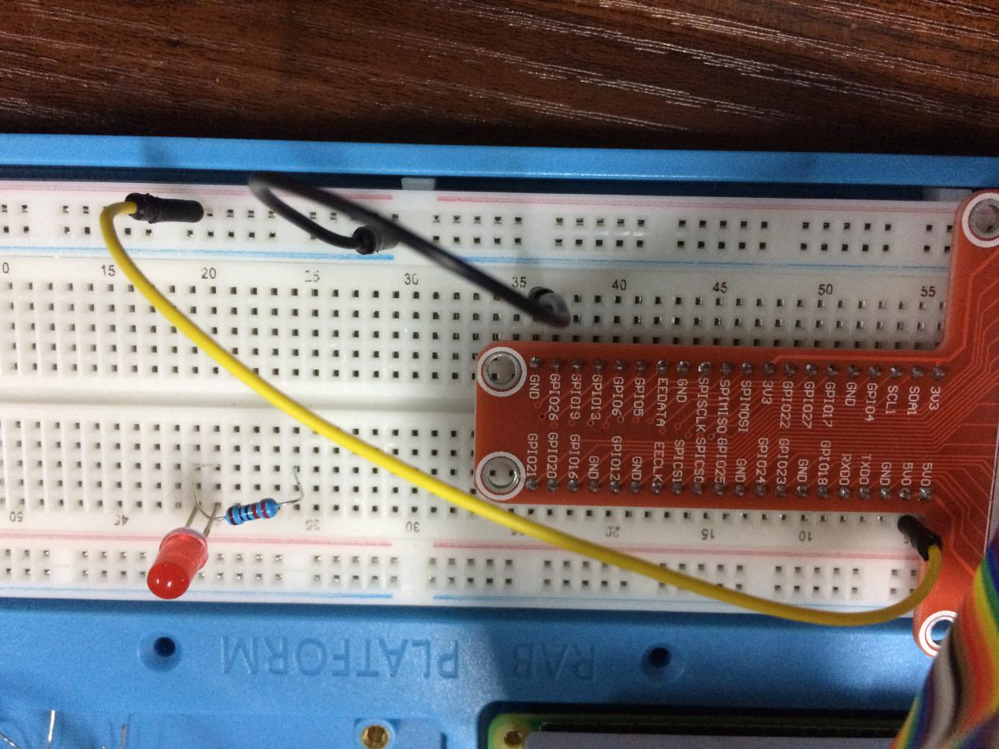 15 20 25 30 35 40 45 50 55
GND
GPIO26
GPIO19
GPIO13
GPIO6
GPIO5
EEDATA
GND
SPISCLK
SPIMISO
SPIMOSI
3V3
GPIO22
GPIO27
GPIO17
GND
GPIO4
SCL1
SDA1
3V3
GPIO21
GPIO20
GPIO16
GND
GPIO12
GND
EECLK
SPICS1
SPICS0
GPIO25
GND
GPIO24
GPIO23
GND
GPIO18
RXD0
TXD0
GND
5V0
5V0
10 15 20 30 35 45 50
RAB PLATFORM